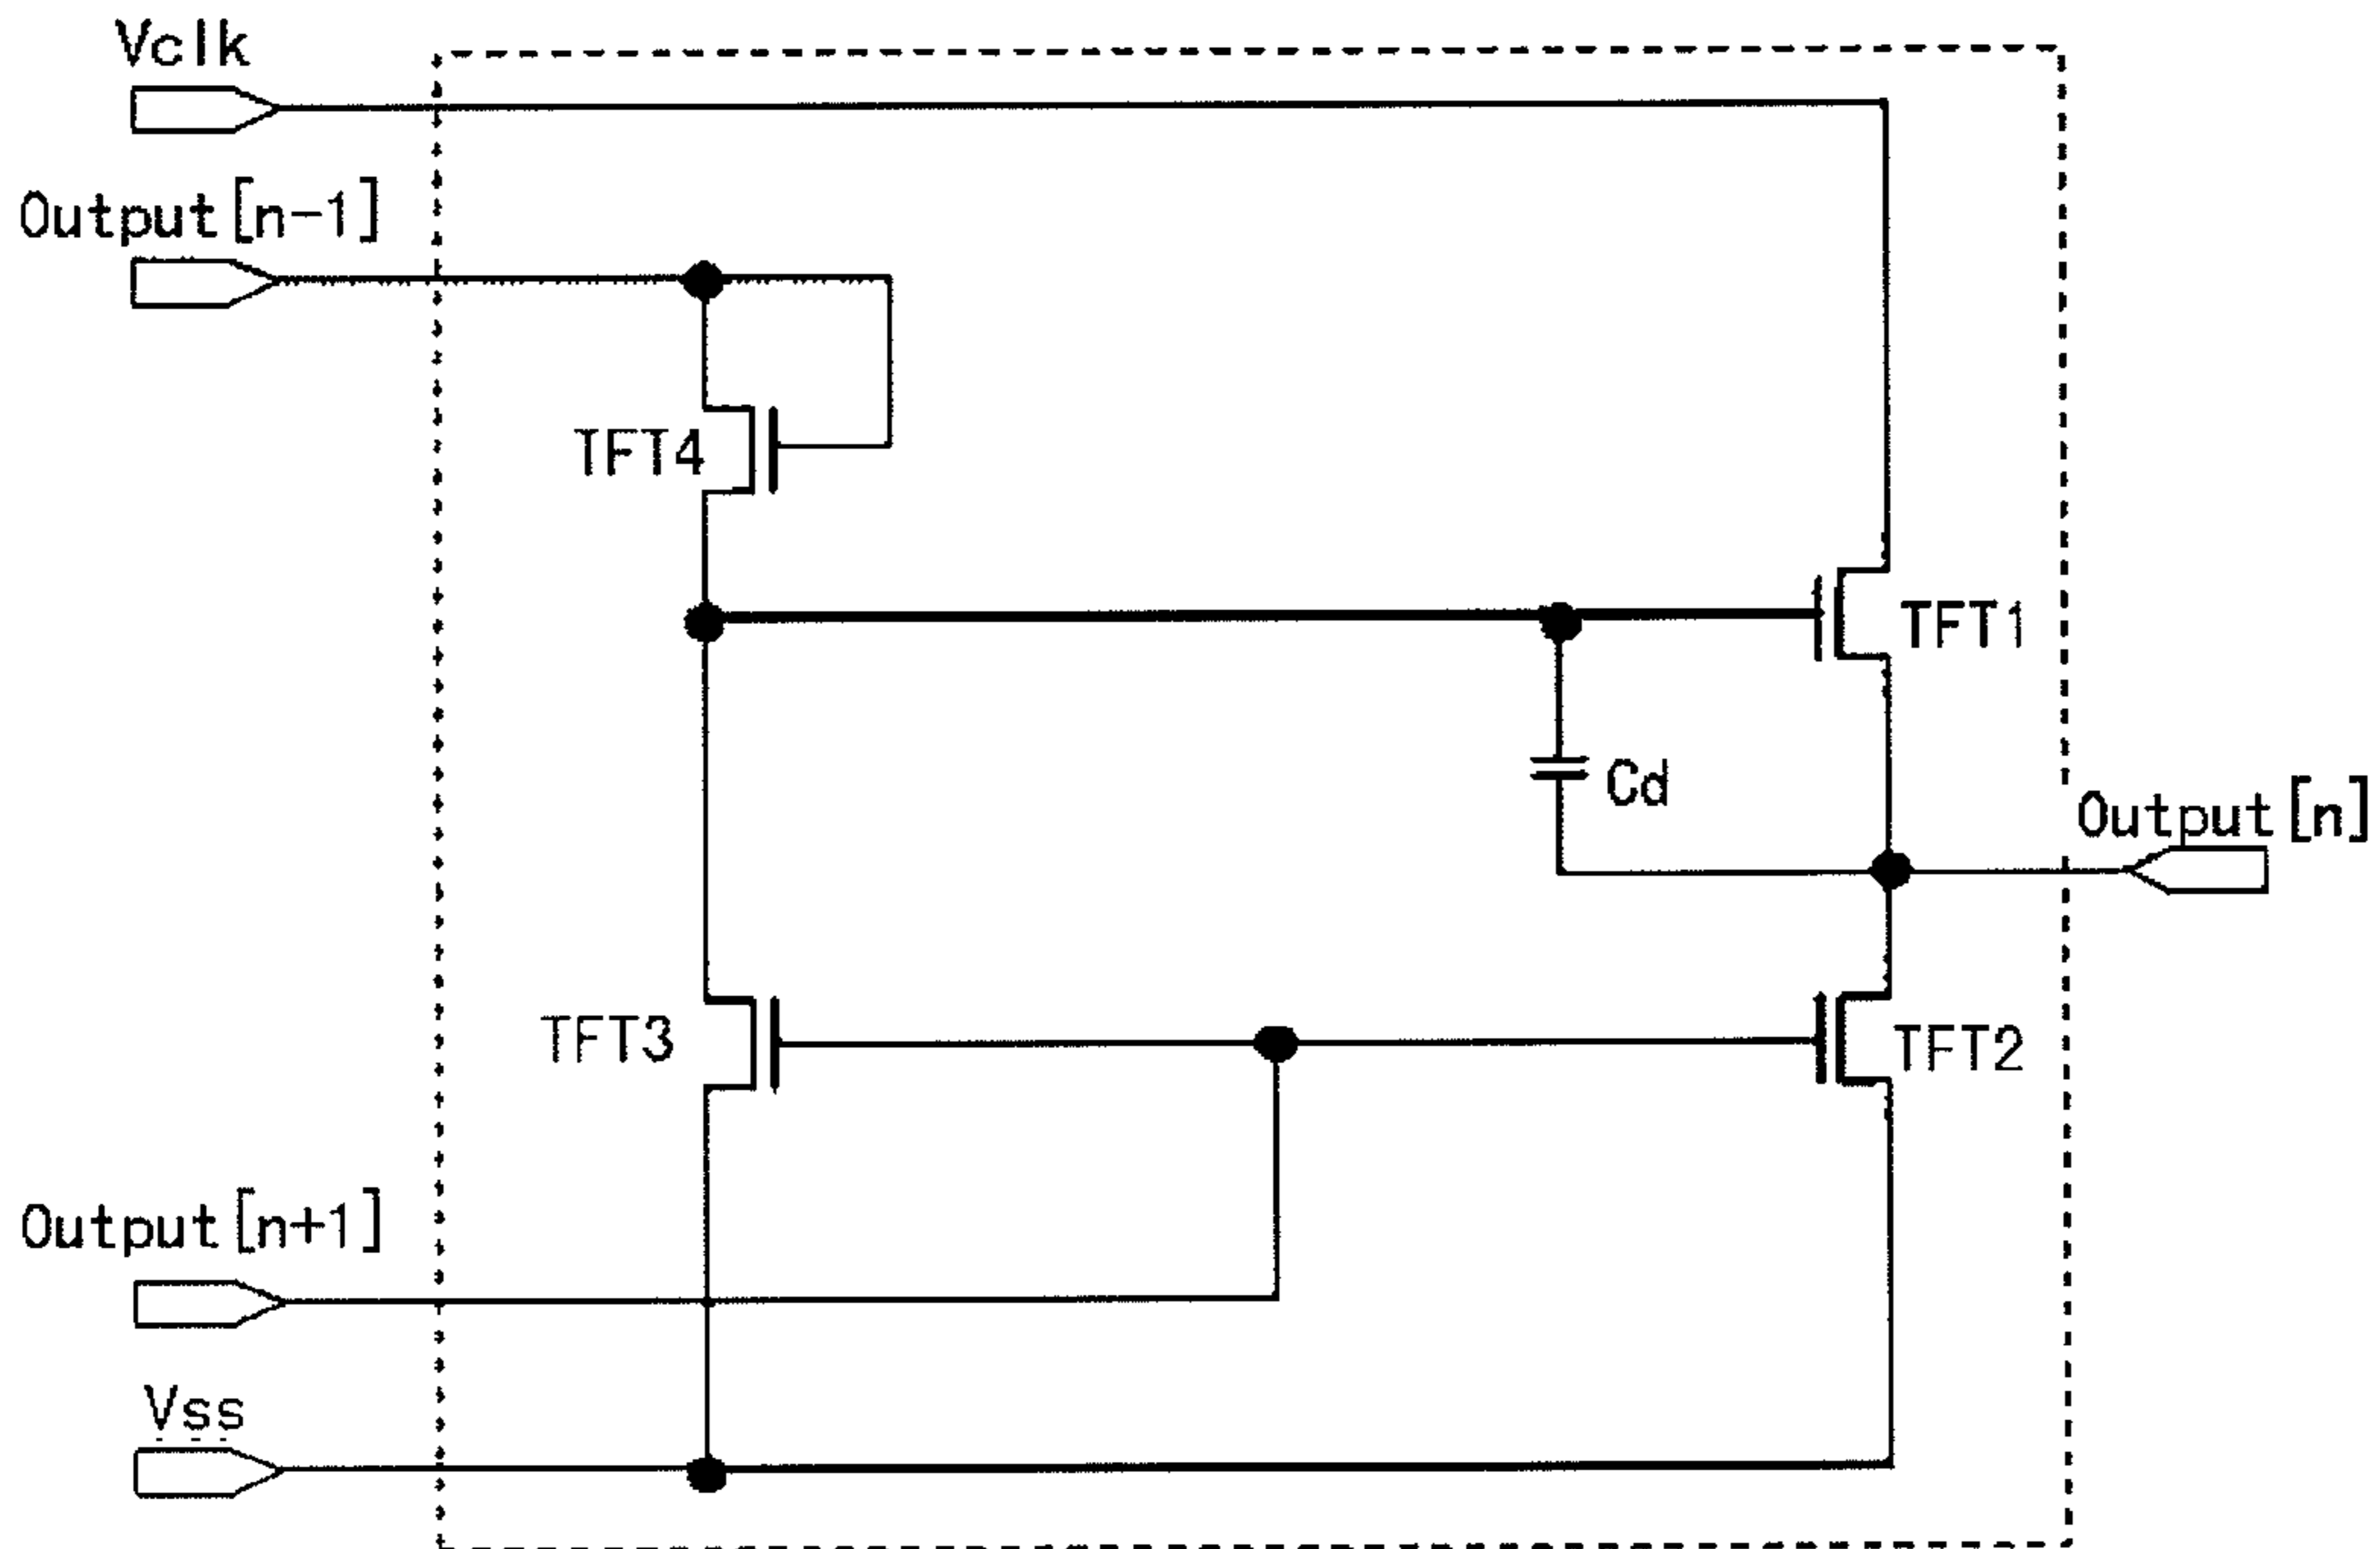 Vclk
Output[n-1]
TFT4
TFT1
Cd
Output[n]
TFT3
TFT2
Output[n+1]
Vss